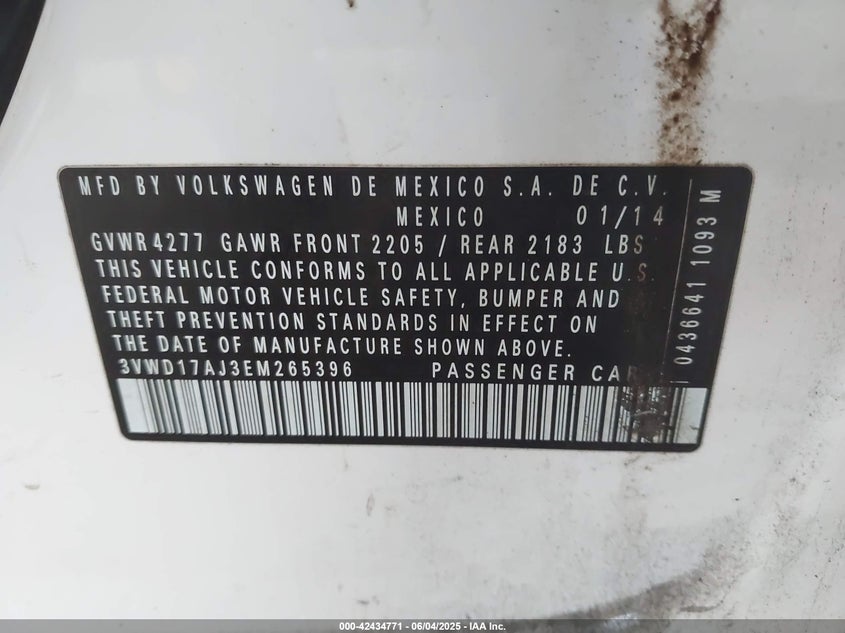 MFD BY VOLKSWAGEN DE MEXICO S.A. DE C.V.
MEXICO 01/14
GVWR 4277 GAWR FRONT 2205 / REAR 2183 LBS
THIS VEHICLE CONFORMS TO ALL APPLICABLE U.S.
FEDERAL MOTOR VEHICLE SAFETY, BUMPER AND
THEFT PREVENTION STANDARDS IN EFFECT ON
THE DATE OF MANUFACTURE SHOWN ABOVE.
3VWD17AJ3EM265396 PASSENGER CAR
0436641 1093 M
000-42434771 - 06/04/2025 - IAA Inc.